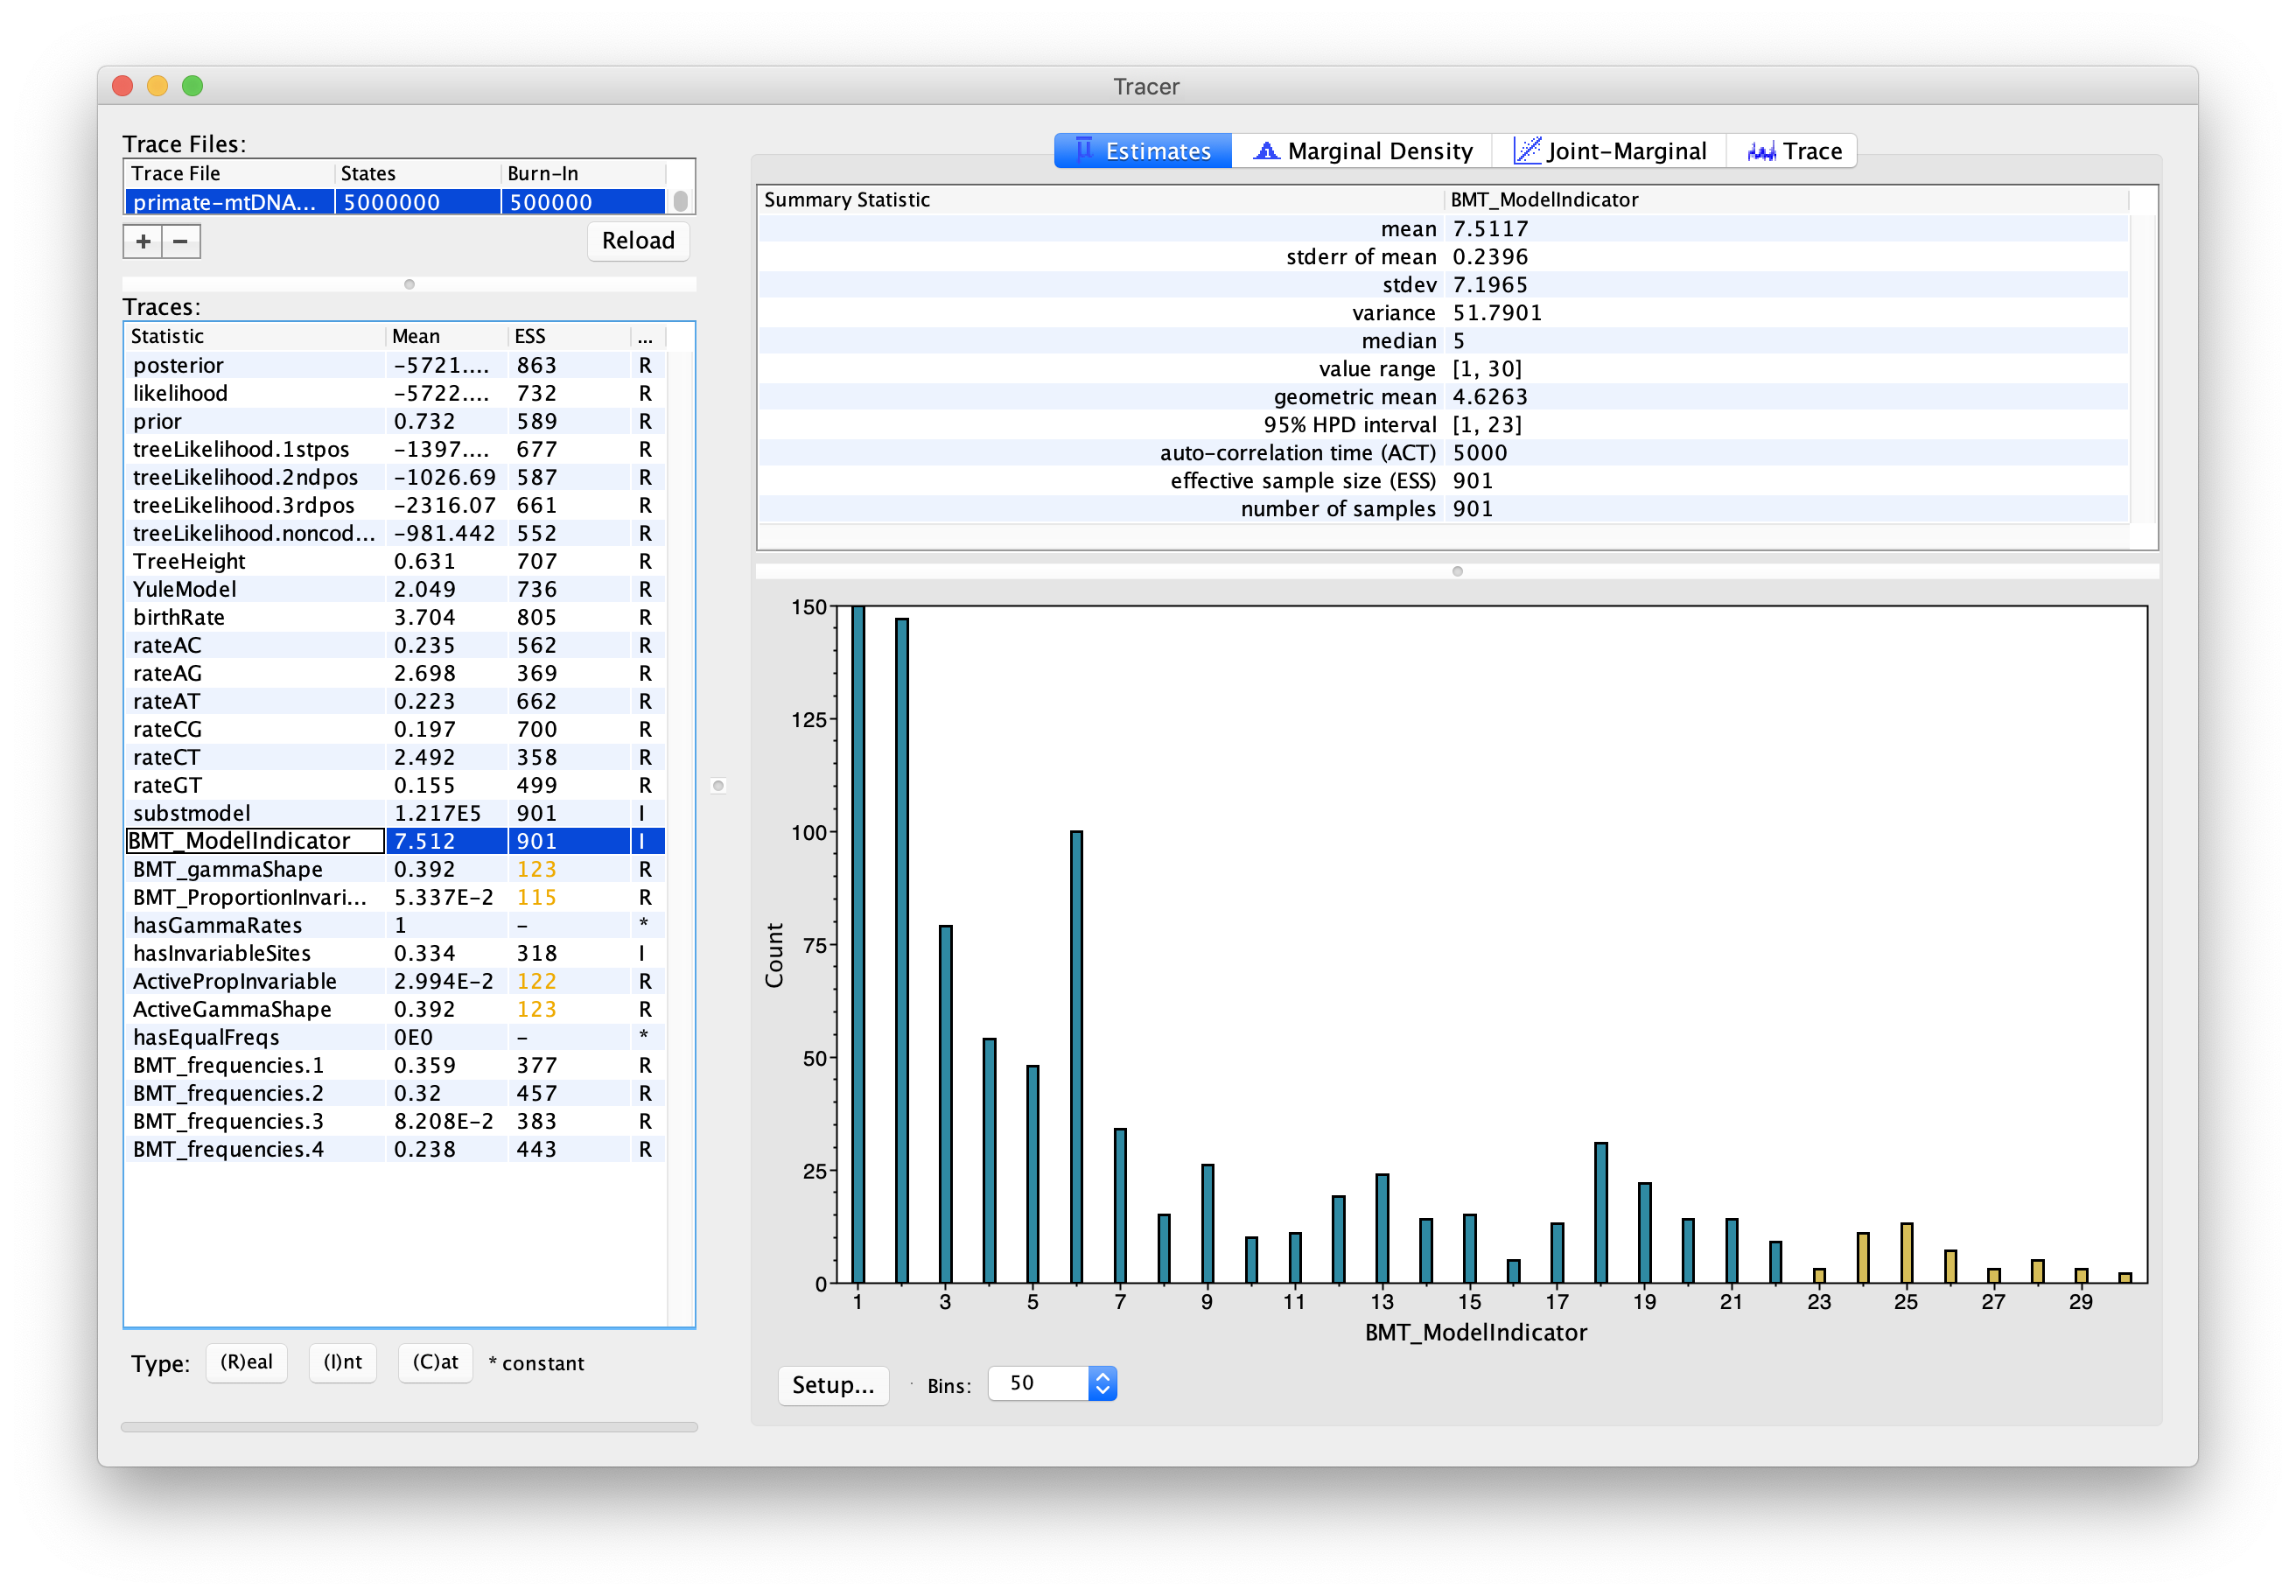 Tracer
Trace Files:
Trace File States Burn-In
primate-mtDNA... 5000000 500000
+ − Reload
Traces:
Statistic Mean ESS ...
posterior -5721.... 863 R
likelihood -5722.... 732 R
prior 0.732 589 R
treeLikelihood.1stpos -1397.... 677 R
treeLikelihood.2ndpos -1026.69 587 R
treeLikelihood.3rdpos -2316.07 661 R
treeLikelihood.noncod... -981.442 552 R
TreeHeight 0.631 707 R
YuleModel 2.049 736 R
birthRate 3.704 805 R
rateAC 0.235 562 R
rateAG 2.698 369 R
rateAT 0.223 662 R
rateCG 0.197 700 R
rateCT 2.492 358 R
rateGT 0.155 499 R
substmodel 1.217E5 901 I
BMT_ModelIndicator 7.512 901 I
BMT_gammaShape 0.392 123 R
BMT_ProportionInvari... 5.337E-2 115 R
hasGammaRates 1 - *
hasInvariableSites 0.334 318 I
ActivePropInvariable 2.994E-2 122 R
ActiveGammaShape 0.392 123 R
hasEqualFreqs 0E0 - *
BMT_frequencies.1 0.359 377 R
BMT_frequencies.2 0.32 457 R
BMT_frequencies.3 8.208E-2 383 R
BMT_frequencies.4 0.238 443 R
Type: (R)eal (I)nt (C)at * constant
μ Estimates Marginal Density Joint-Marginal Trace
Summary Statistic BMT_ModelIndicator
mean 7.5117
stderr of mean 0.2396
stdev 7.1965
variance 51.7901
median 5
value range [1, 30]
geometric mean 4.6263
95% HPD interval [1, 23]
auto-correlation time (ACT) 5000
effective sample size (ESS) 901
number of samples 901
150
125
100
75
50
25
0
Count
1 3 5 7 9 11 13 15 17 19 21 23 25 27 29
BMT_ModelIndicator
Setup... Bins: 50